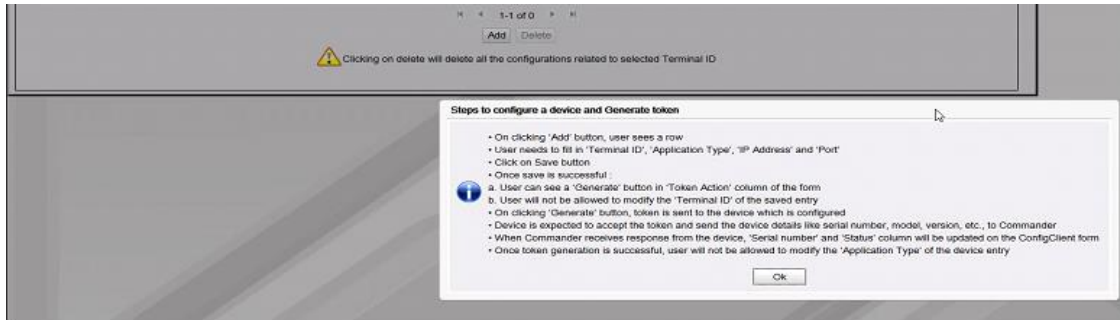 1-1 of 0
Add Delete
Clicking on delete will delete all the configurations related to selected Terminal ID
Steps to configure a device and Generate token
• On clicking 'Add' button, user sees a row
• User needs to fill in 'Terminal ID', 'Application Type', 'IP Address' and 'Port'
• Click on Save button
• Once save is successful :
a. User can see a 'Generate' button in 'Token Action' column of the form
b. User will not be allowed to modify the 'Terminal ID' of the saved entry
• On clicking 'Generate' button, token is sent to the device which is configured
• Device is expected to accept the token and send the device details like serial number, model, version, etc., to Commander
• When Commander receives response from the device, 'Serial number' and 'Status' column will be updated on the ConfigClient form
• Once token generation is successful, user will not be allowed to modify the 'Application Type' of the device entry
Ok